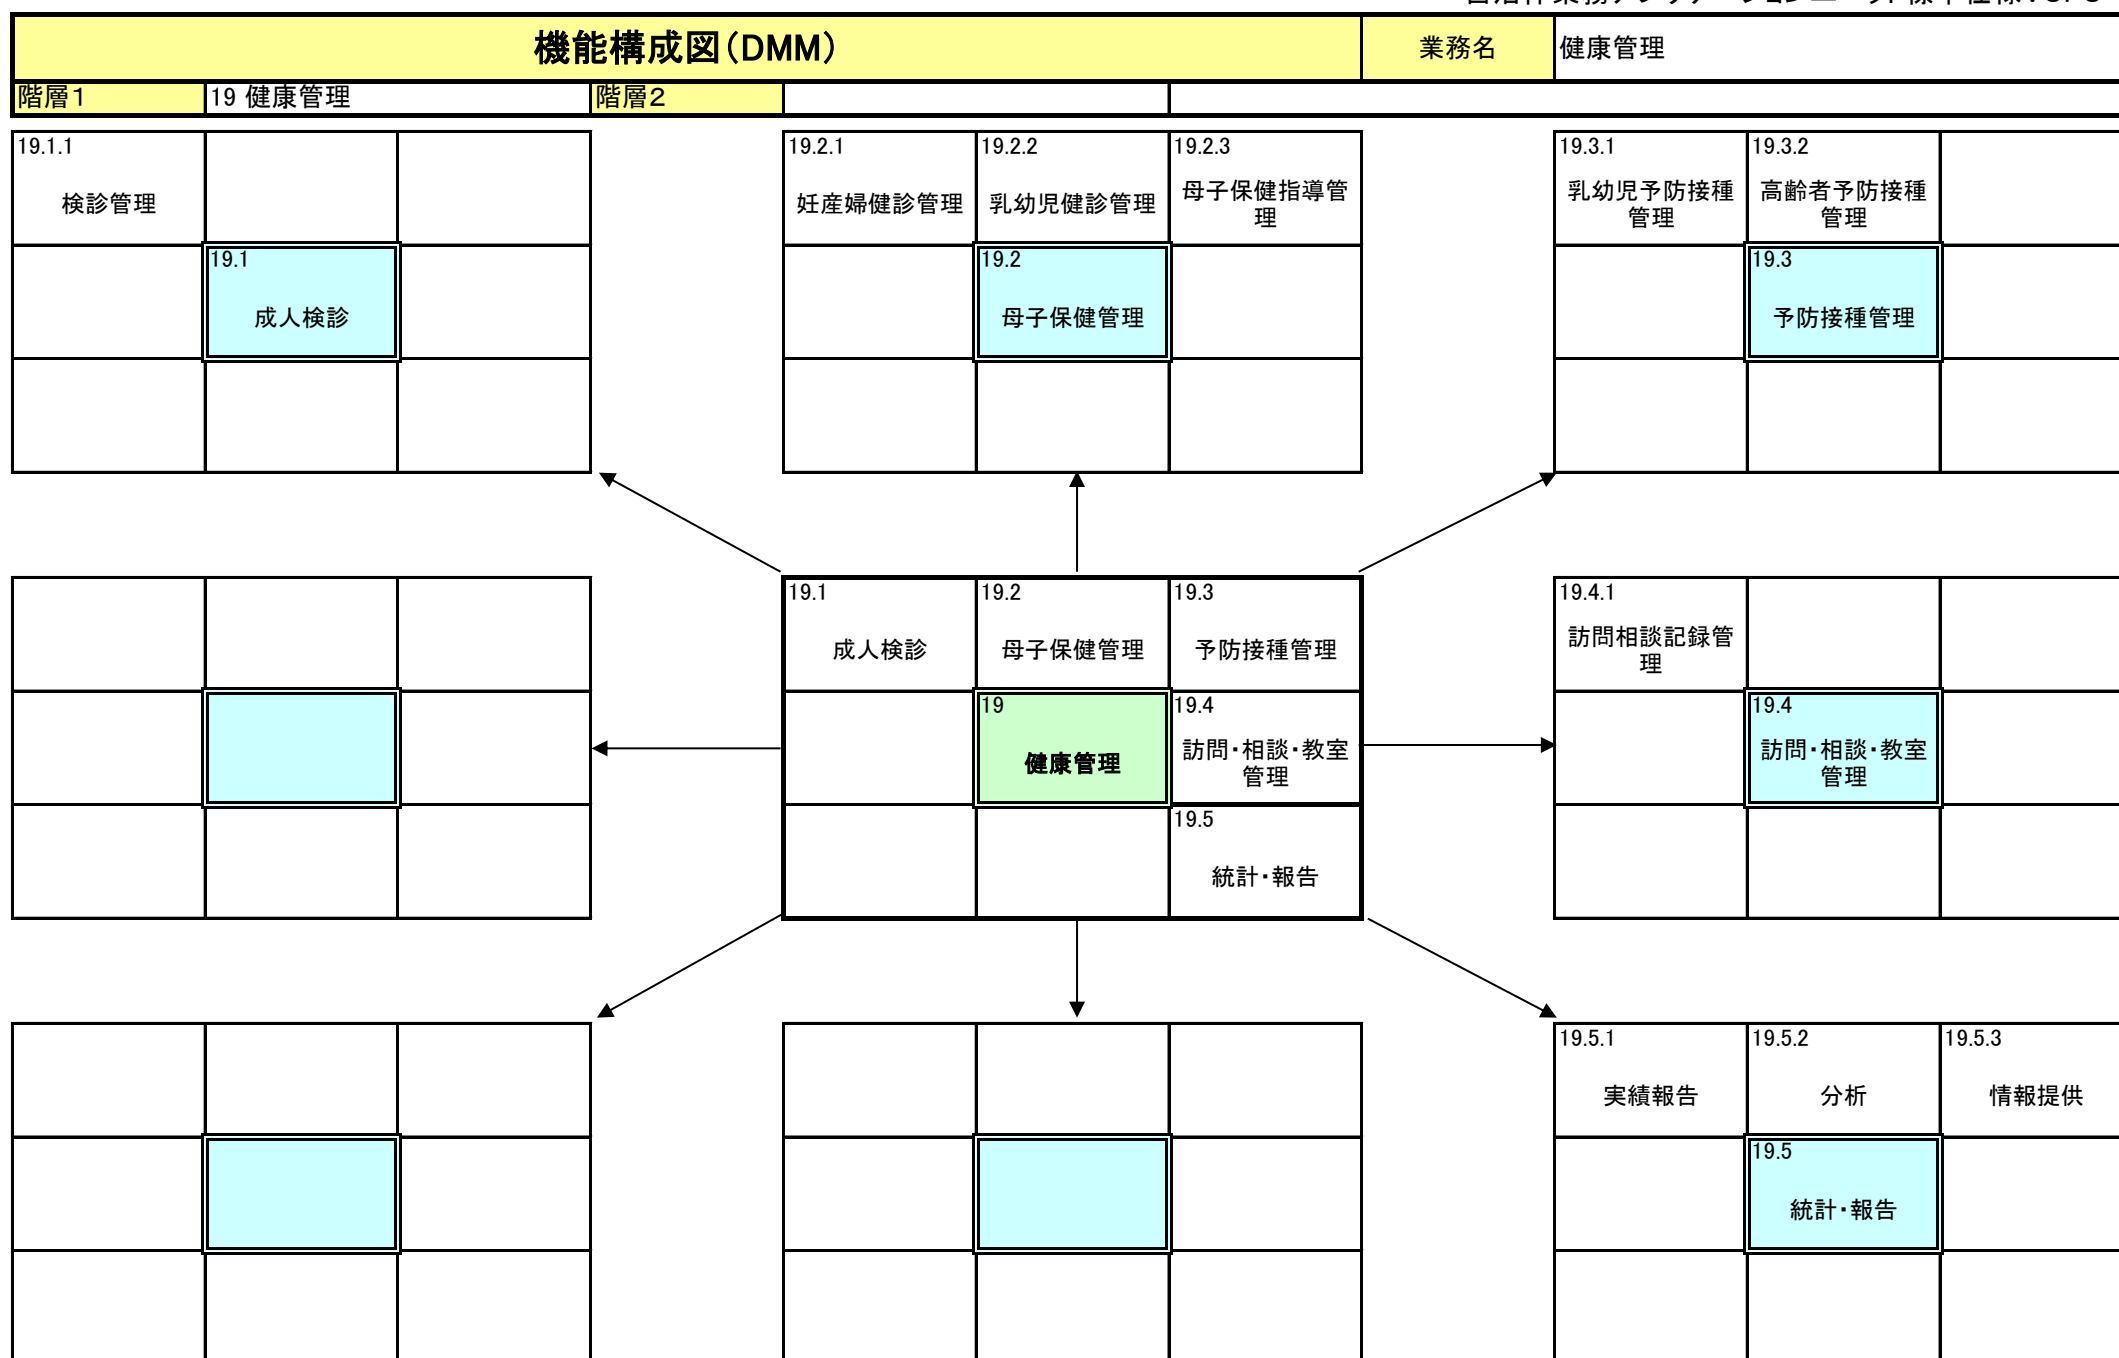 機能構成図（DMM）
業務名
健康管理
階層１
19 健康管理
階層２
19.1.1
検診管理
19.1
成人検診
19.2.1
妊産婦健診管理
19.2.2
乳幼児健診管理
19.2.3
母子保健指導管
理
19.2
母子保健管理
19.3.1
乳幼児予防接種
管理
19.3.2
高齢者予防接種
管理
19.3
予防接種管理
19.1
成人検診
19.2
母子保健管理
19.3
予防接種管理
19
健康管理
19.4
訪問・相談・教室
管理
19.5
統計・報告
19.4.1
訪問相談記録管
理
19.4
訪問・相談・教室
管理
19.5.1
実績報告
19.5.2
分析
19.5.3
情報提供
19.5
統計・報告